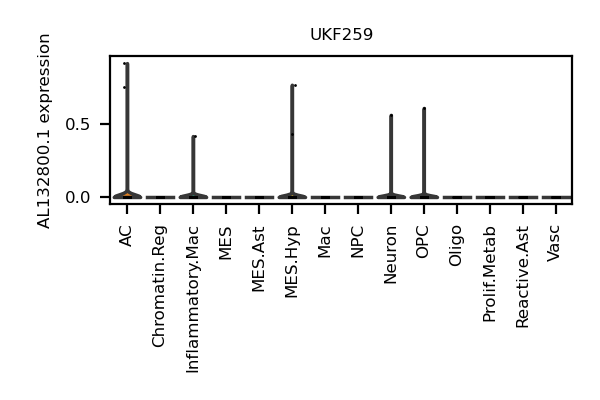 UKF259
AL132800.1 expression
0.5
0.0
AC
Chromatin.Reg
Inflammatory.Mac
MES
MES.Ast
MES.Hyp
Mac
NPC
Neuron
OPC
Oligo
Prolif.Metab
Reactive.Ast
Vasc